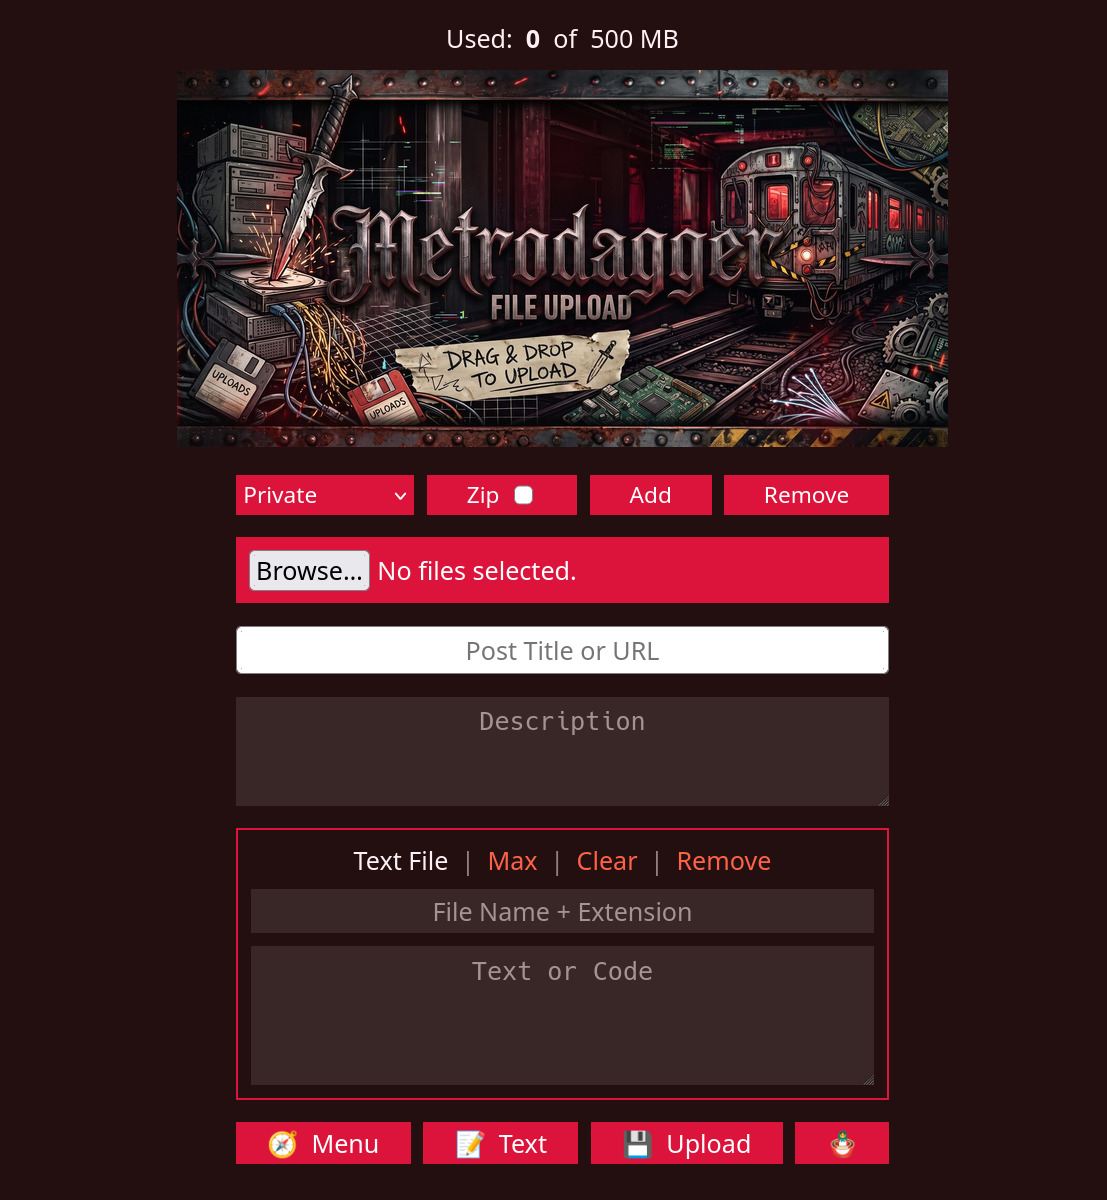 Used: 0 of 500 MB
Metrodagger
FILE UPLOAD
DRAG & DROP
TO UPLOAD
UPLOADS
UPLOADS
Private
Zip
Add
Remove
Browse... No files selected.
Post Title or URL
Description
Text File | Max | Clear | Remove
File Name + Extension
Text or Code
Menu
Text
Upload